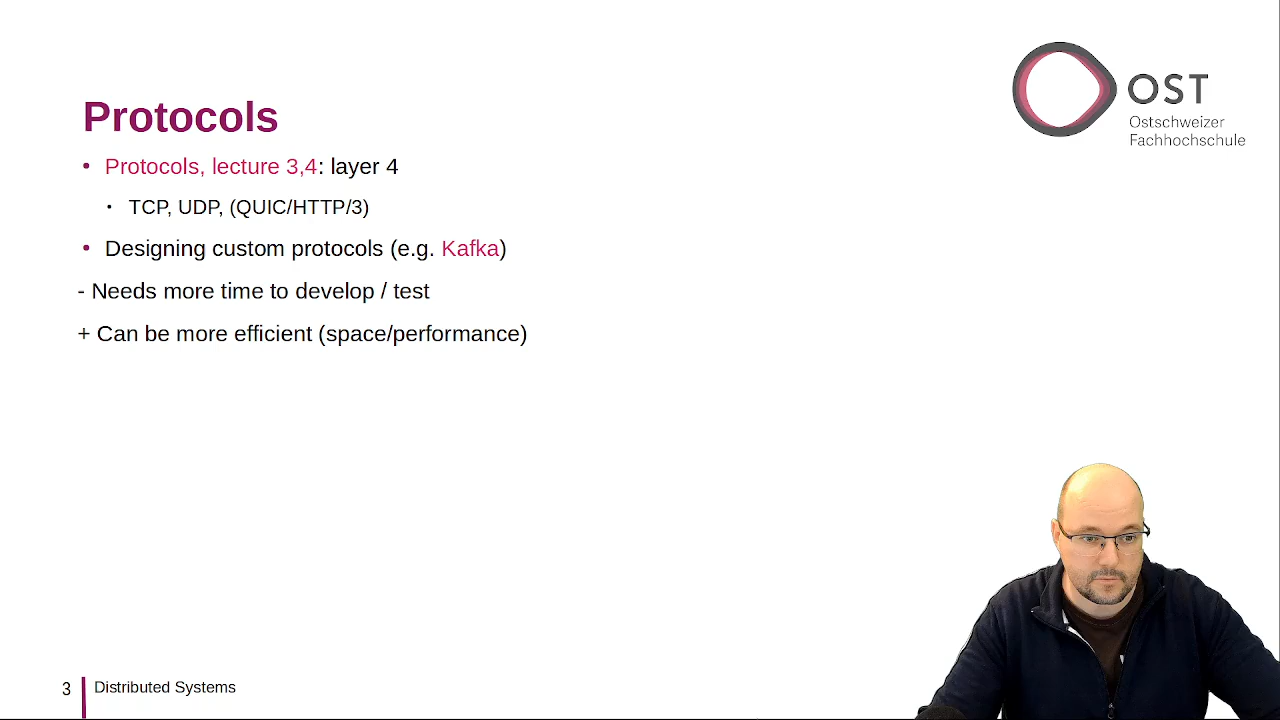 OST
Ostschweizer
Fachhochschule
Protocols
• Protocols, lecture 3,4: layer 4
• TCP, UDP, (QUIC/HTTP/3)
• Designing custom protocols (e.g. Kafka)
- Needs more time to develop / test
+ Can be more efficient (space/performance)
3 Distributed Systems